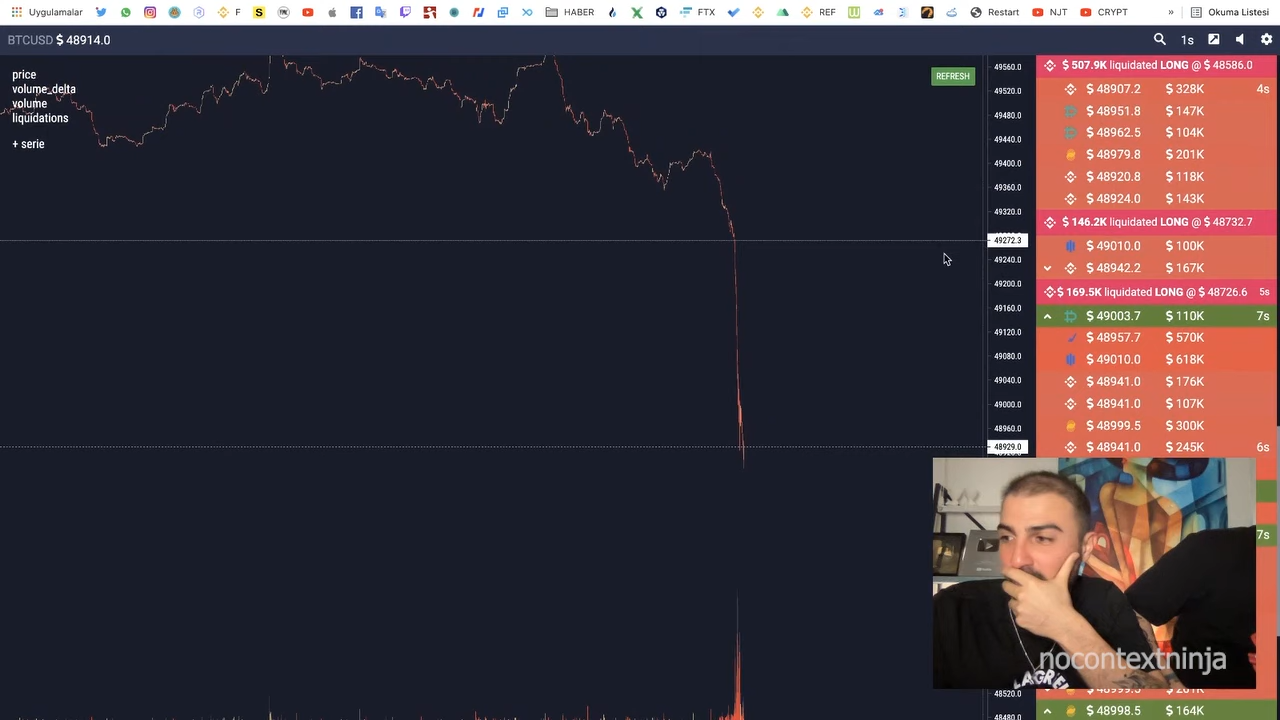 Uygulamalar F S FTX HABER REF Restart NJT CRYPT » Okuma Listesi
BTCUSD $ 48914.0
1s
price
volume_delta
volume
liquidations
+ serie
REFRESH
49560.0
49520.0
49480.0
49440.0
49400.0
49360.0
49320.0
49272.3
49240.0
49200.0
49160.0
49120.0
49080.0
49040.0
49000.0
48960.0
48929.0
48520.0
48480.0
$ 507.9K liquidated LONG @ $ 48586.0
$ 48907.2 $ 328K 4s
$ 48951.8 $ 147K
$ 48962.5 $ 104K
$ 48979.8 $ 201K
$ 48920.8 $ 118K
$ 48924.0 $ 143K
$ 146.2K liquidated LONG @ $ 48732.7
$ 49010.0 $ 100K
$ 48942.2 $ 167K
$ 169.5K liquidated LONG @ $ 48726.6 5s
$ 49003.7 $ 110K 7s
$ 48957.7 $ 570K
$ 49010.0 $ 618K
$ 48941.0 $ 176K
$ 48941.0 $ 107K
$ 48999.5 $ 300K
$ 48941.0 $ 245K 6s
7s
nocontextninja
$ 48998.5 $ 164K